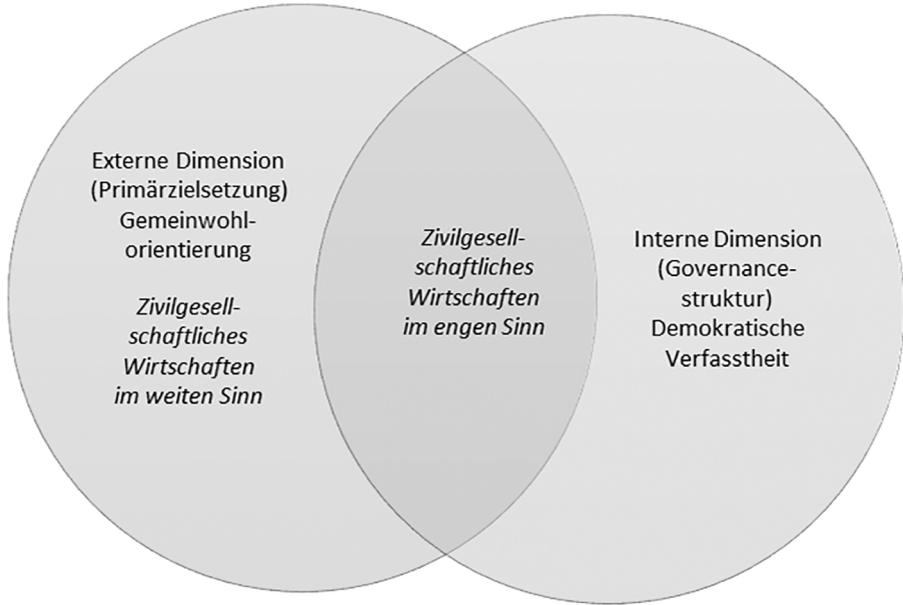 Externe Dimension
(Primärzielsetzung)
Gemeinwohl-
orientierung
Zivilgesell-
schaftliches
Wirtschaften
im weiten Sinn
Zivilgesell-
schaftliches
Wirtschaften
im engen Sinn
Interne Dimension
(Governance-
struktur)
Demokratische
Verfasstheit